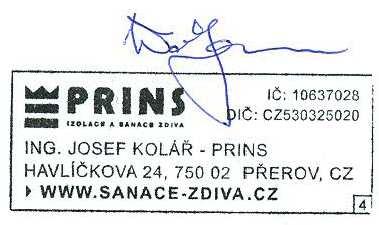 PRINS
IZOLACE A SANACE ZDIVA
IČ: 10637028
DIČ: CZ530325020
ING. JOSEF KOLÁŘ - PRINS
HAVLÍČKOVA 24, 750 02 PŘEROV, CZ
WWW.SANACE-ZDIVA.CZ
4